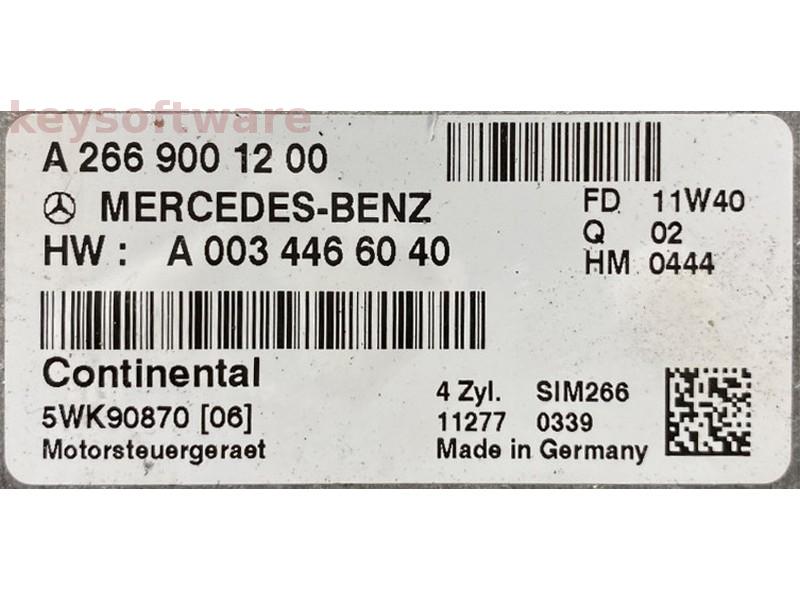 keysoftware
A 266 900 12 00
MERCEDES-BENZ
HW : A 003 446 60 40
FD 11W40
Q 02
HM 0444
Continental
5WK90870 [06]
Motorsteuergeraet
4 Zyl. SIM266
11277 0339
Made in Germany